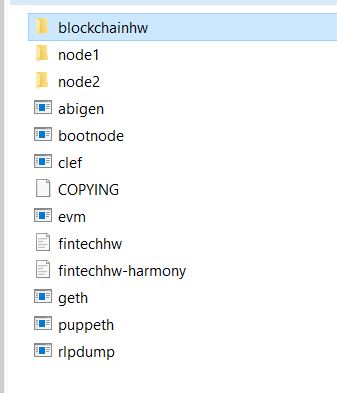 blockchainhw
node1
node2
abigen
bootnode
clef
COPYING
evm
fintechhw
fintechhw-harmony
geth
puppeth
rlpdump